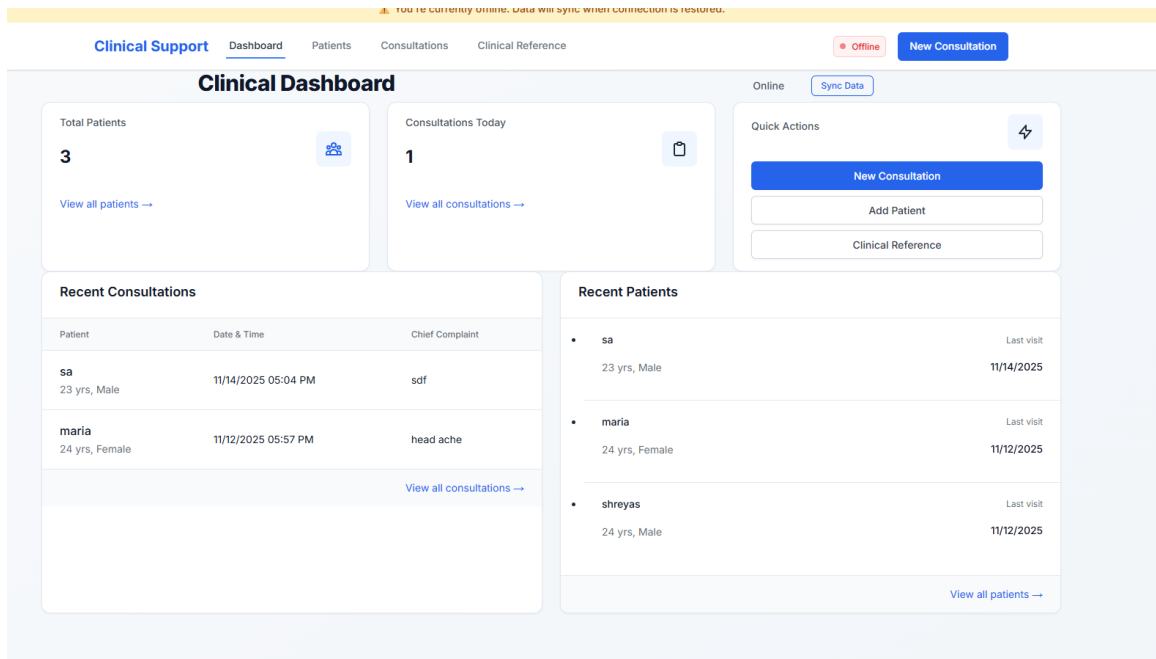 ⚠ You're currently offline. Data will sync when connection is restored.
Clinical Support Dashboard Patients Consultations Clinical Reference Offline New Consultation
Clinical Dashboard Online Sync Data
Total Patients
3
View all patients →
Consultations Today
1
View all consultations →
Quick Actions
New Consultation
Add Patient
Clinical Reference
Recent Consultations
Patient Date & Time Chief Complaint
sa
23 yrs, Male 11/14/2025 05:04 PM sdf
maria
24 yrs, Female 11/12/2025 05:57 PM head ache
View all consultations →
Recent Patients
• sa Last visit
23 yrs, Male 11/14/2025
• maria Last visit
24 yrs, Female 11/12/2025
• shreyas Last visit
24 yrs, Male 11/12/2025
View all patients →